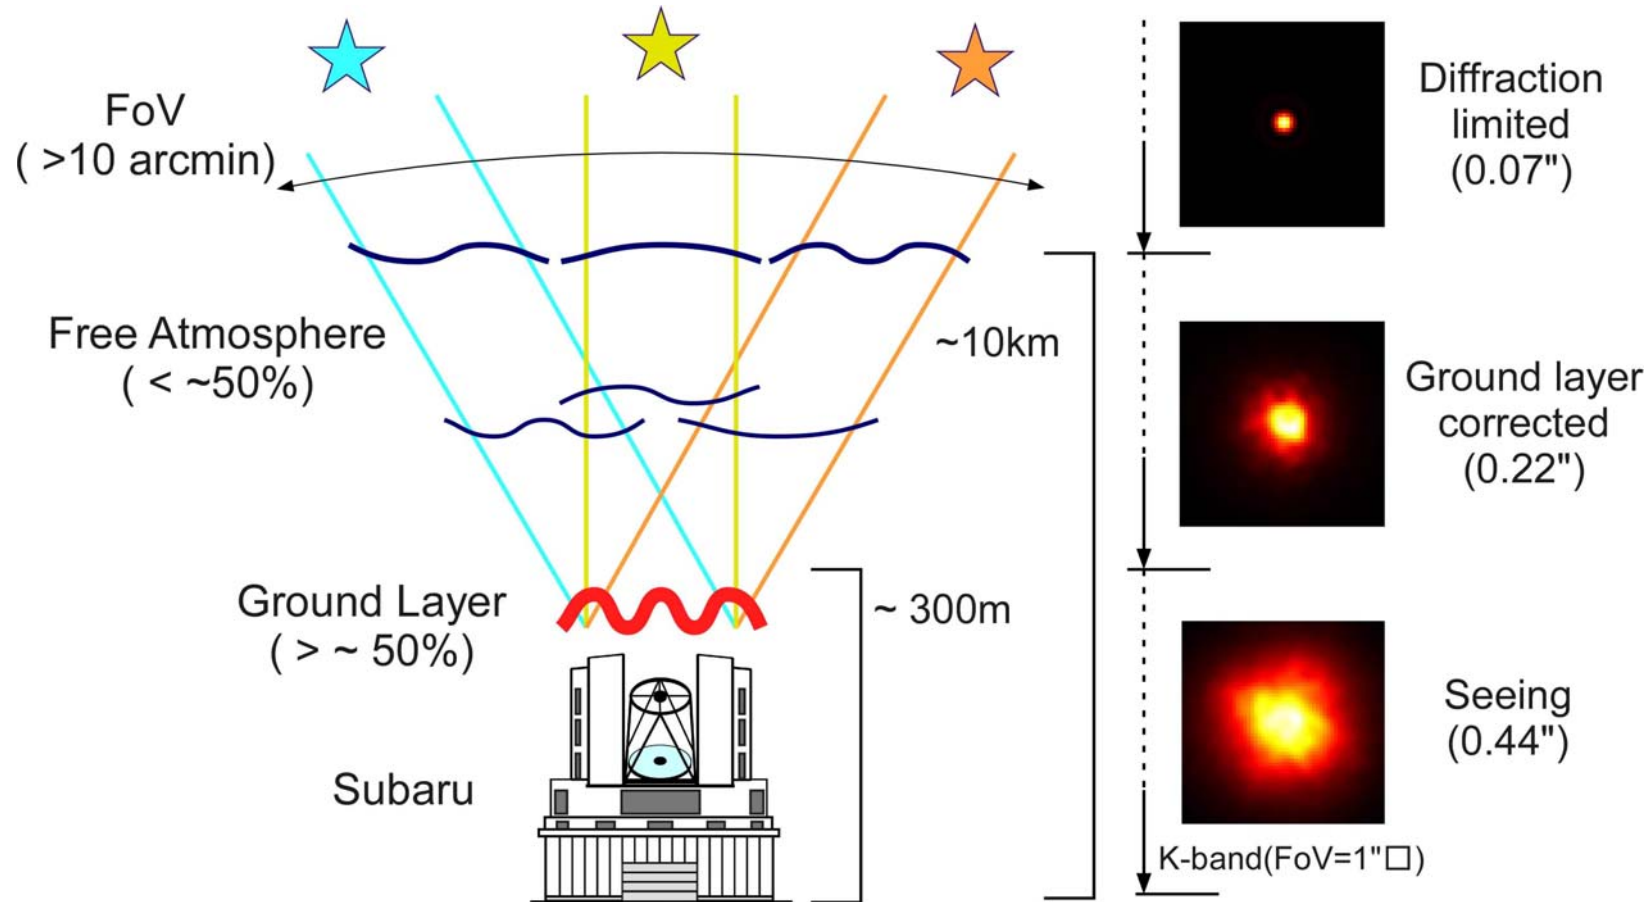 FoV
( >10 arcmin)
Free Atmosphere
( < ~50%)
~10km
Ground Layer
( > ~ 50%)
~ 300m
Subaru
Diffraction
limited
(0.07")
Ground layer
corrected
(0.22")
Seeing
(0.44")
K-band(FoV=1"□)